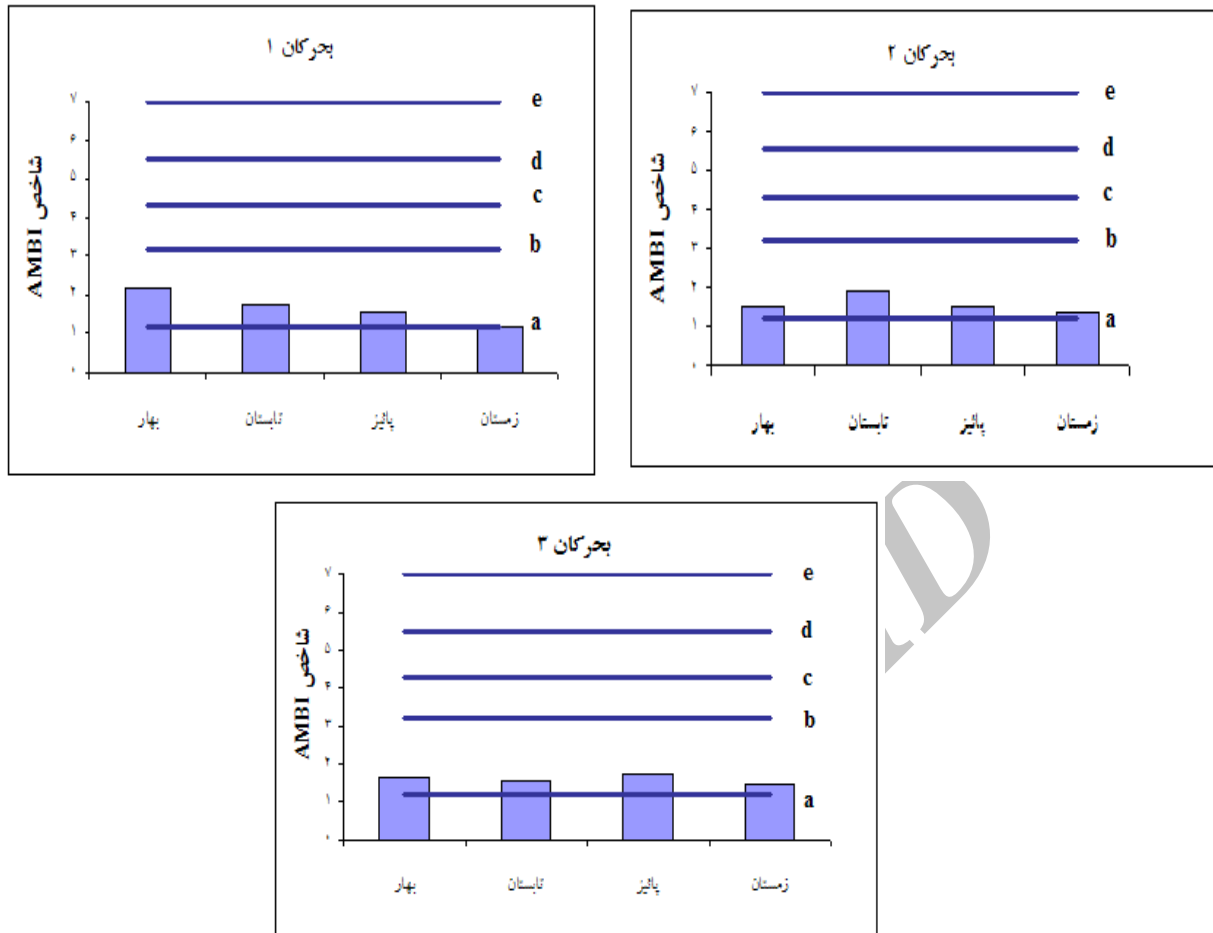 بحرکان ۱
شاخص AMBI
۷
۶
۵
۴
۳
۲
۱
۰
e
d
c
b
a
بهار
تابستان
پائیز
زمستان
بحرکان ۲
شاخص AMBI
۷
۶
۵
۴
۳
۲
۱
۰
e
d
c
b
a
بهار
تابستان
پائیز
زمستان
بحرکان ۳
شاخص AMBI
۷
۶
۵
۴
۳
۲
۱
۰
e
d
c
b
a
بهار
تابستان
پائیز
زمستان